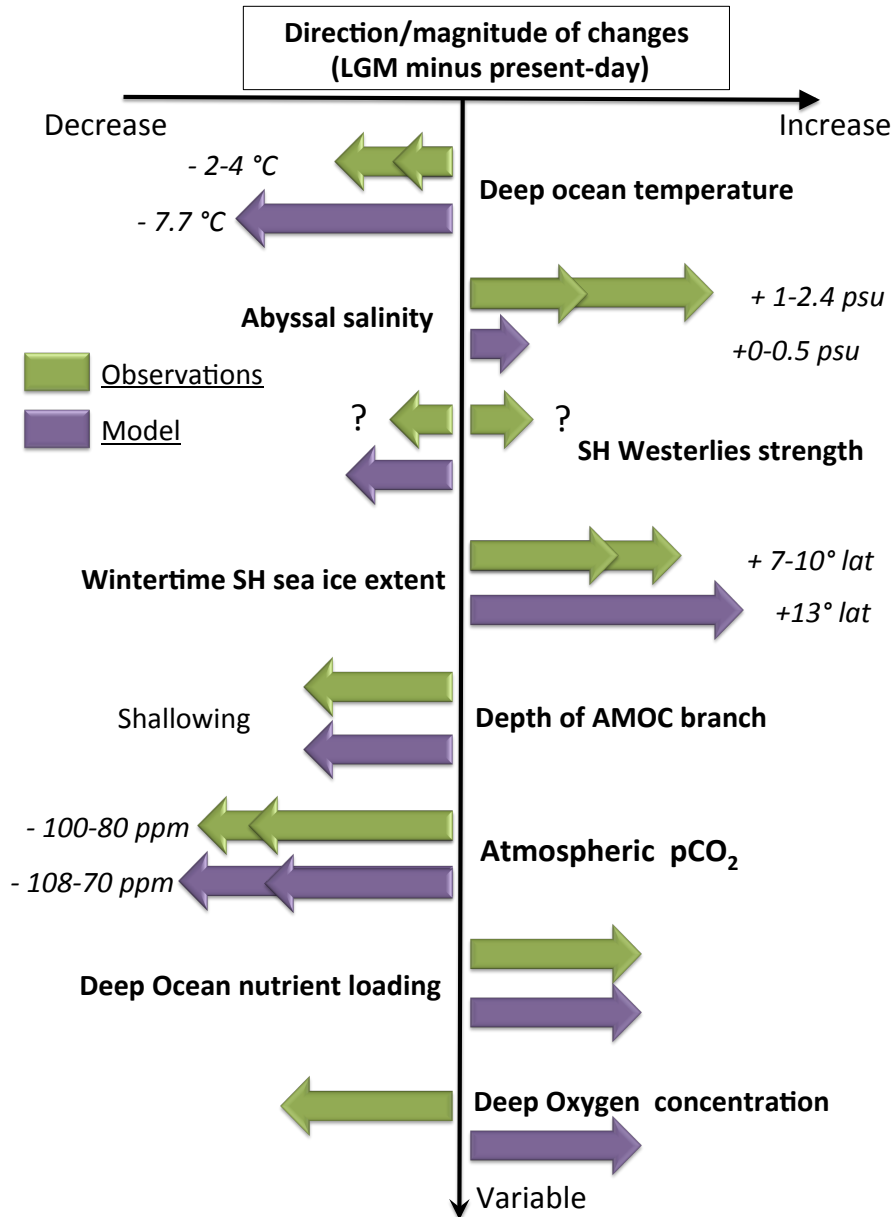 Direction/magnitude of changes
(LGM minus present-day)
Decrease
Increase
- 2-4 °C
Deep ocean temperature
- 7.7 °C
+ 1-2.4 psu
Abyssal salinity
+0-0.5 psu
Observations
Model
? ?
SH Westerlies strength
+ 7-10° lat
Wintertime SH sea ice extent
+13° lat
Shallowing
Depth of AMOC branch
- 100-80 ppm
Atmospheric pCO₂
- 108-70 ppm
Deep Ocean nutrient loading
Deep Oxygen concentration
Variable